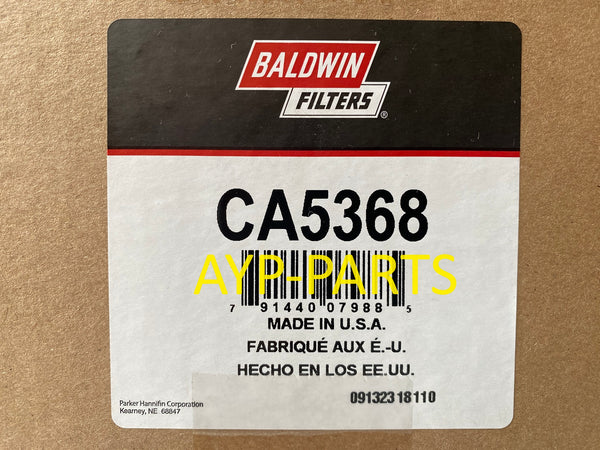 BALDWIN
FILTERS®
CA5368
AYP-PARTS
7 91440 07988 5
MADE IN U.S.A.
FABRIQUÉ AUX É.-U.
HECHO EN LOS EE.UU.
Parker Hannifin Corporation
Kearney, NE 68847
09132318110